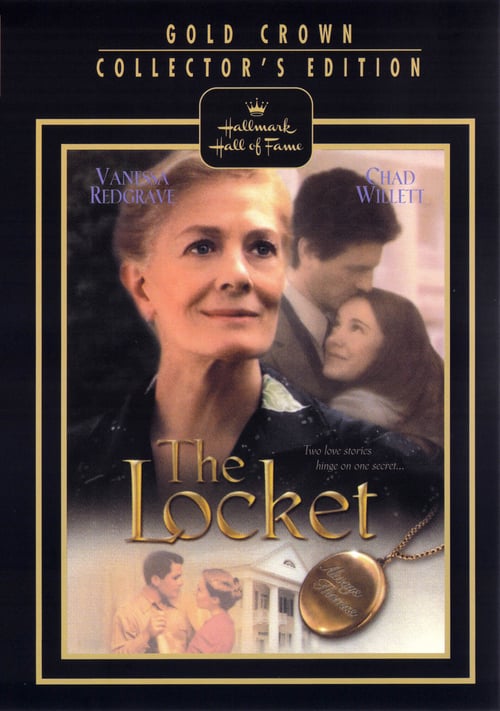 GOLD CROWN
COLLECTOR'S EDITION
Hallmark
Hall of Fame
VANESSA
REDGRAVE
CHAD
WILLETT
Two love stories
hinge on one secret...
The
Locket
Always
Therese